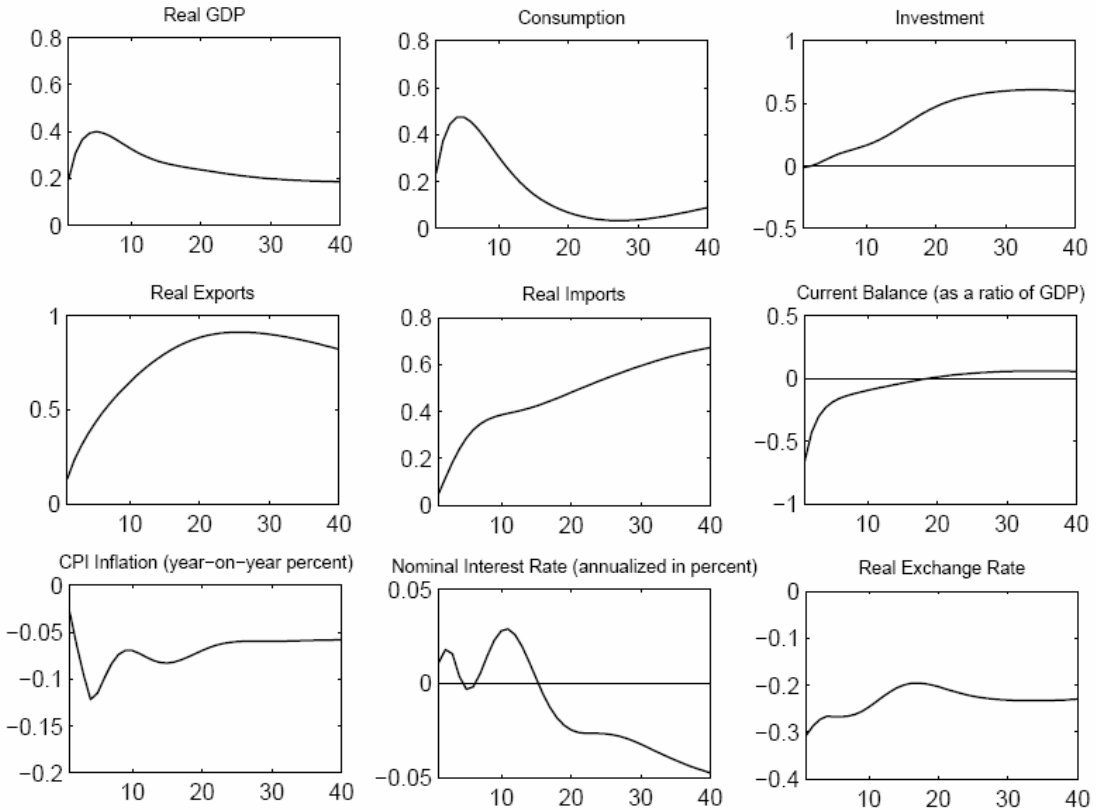 Real GDP
0.8
0.6
0.4
0.2
0
10 20 30 40
Consumption
0.8
0.6
0.4
0.2
0
10 20 30 40
Investment
1
0.5
0
−0.5
10 20 30 40
Real Exports
1
0.5
0
10 20 30 40
Real Imports
0.8
0.6
0.4
0.2
0
10 20 30 40
Current Balance (as a ratio of GDP)
0.5
0
−0.5
−1
10 20 30 40
CPI Inflation (year−on−year percent)
0
−0.05
−0.1
−0.15
−0.2
10 20 30 40
Nominal Interest Rate (annualized in percent)
0.05
0
−0.05
10 20 30 40
Real Exchange Rate
0
−0.1
−0.2
−0.3
−0.4
10 20 30 40